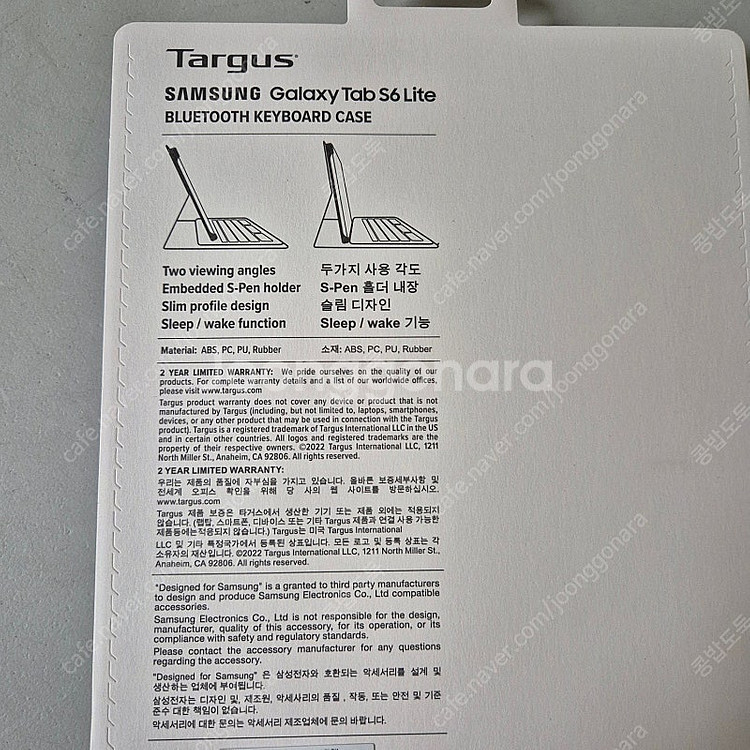 Targus
SAMSUNG Galaxy Tab S6 Lite
BLUETOOTH KEYBOARD CASE
Two viewing angles
Embedded S-Pen holder
Slim profile design
Sleep / wake function
두가지 사용 각도
S-Pen 홀더 내장
슬림 디자인
Sleep / wake 기능
Material: ABS, PC, PU, Rubber
소재: ABS, PC, PU, Rubber
2 YEAR LIMITED WARRANTY: We pride ourselves on the quality of our
products. For complete warranty details and a list of our worldwide offices,
please visit www.targus.com
Targus product warranty does not cover any device or product that is not
manufactured by Targus (including, but not limited to, laptops, smartphones,
devices, or any other product that may be used in connection with the Targus
product). Targus is a registered trademark of Targus International LLC in the US
and in certain other countries. All logos and registered trademarks are the
property of their respective owners. ©2022 Targus International LLC, 1211
North Miller St., Anaheim, CA 92806. All rights reserved.
2 YEAR LIMITED WARRANTY:
우리는 제품의 품질에 자부심을 가지고 있습니다. 올바른 보증세부사항 및
전세계 오피스 확인을 위해 당 사의 웹 사이트를 방문하십시오.
www.targus.com
Targus 제품 보증은 타거스에서 생산한 기기 또는 제품 외에는 적용되지
않습니다. (랩탑, 스마트폰, 디바이스 또는 기타 Targus 제품과 연결 사용 가능한
제품등에는적용되지 않습니다.) Targus는 미국 Targus International
LLC 및 기타 특정국가에서 등록된 상표입니다. 모든 로고 및 등록 상표는 각
소유자의 재산입니다. ©2022 Targus International LLC, 1211 North Miller St.,
Anaheim, CA 92806. All rights reserved.
"Designed for Samsung" is a granted to third party manufacturers
to design and produce Samsung Electronics Co., Ltd compatible
accessories.
Samsung Electronics Co., Ltd is not responsible for the design,
manufacturer, quality of this accessory, for its operation, or its
compliance with safety and regulatory standards.
Please contact the accessory manufacturer for any questions
regarding the accessory.
"Designed for Samsung" 은 삼성전자와 호환되는 악세서리를 설계 및
생산하는 업체에 부여됩니다.
삼성전자는 디자인 및, 제조원, 악세사리의 품질 , 작동, 또는 안전 및 기준
준수 대한 책임이 없습니다.
악세서리에 대한 문의는 악세서리 제조업체에 문의 바랍니다.
joonggonara
cafe.naver.com/joonggonara